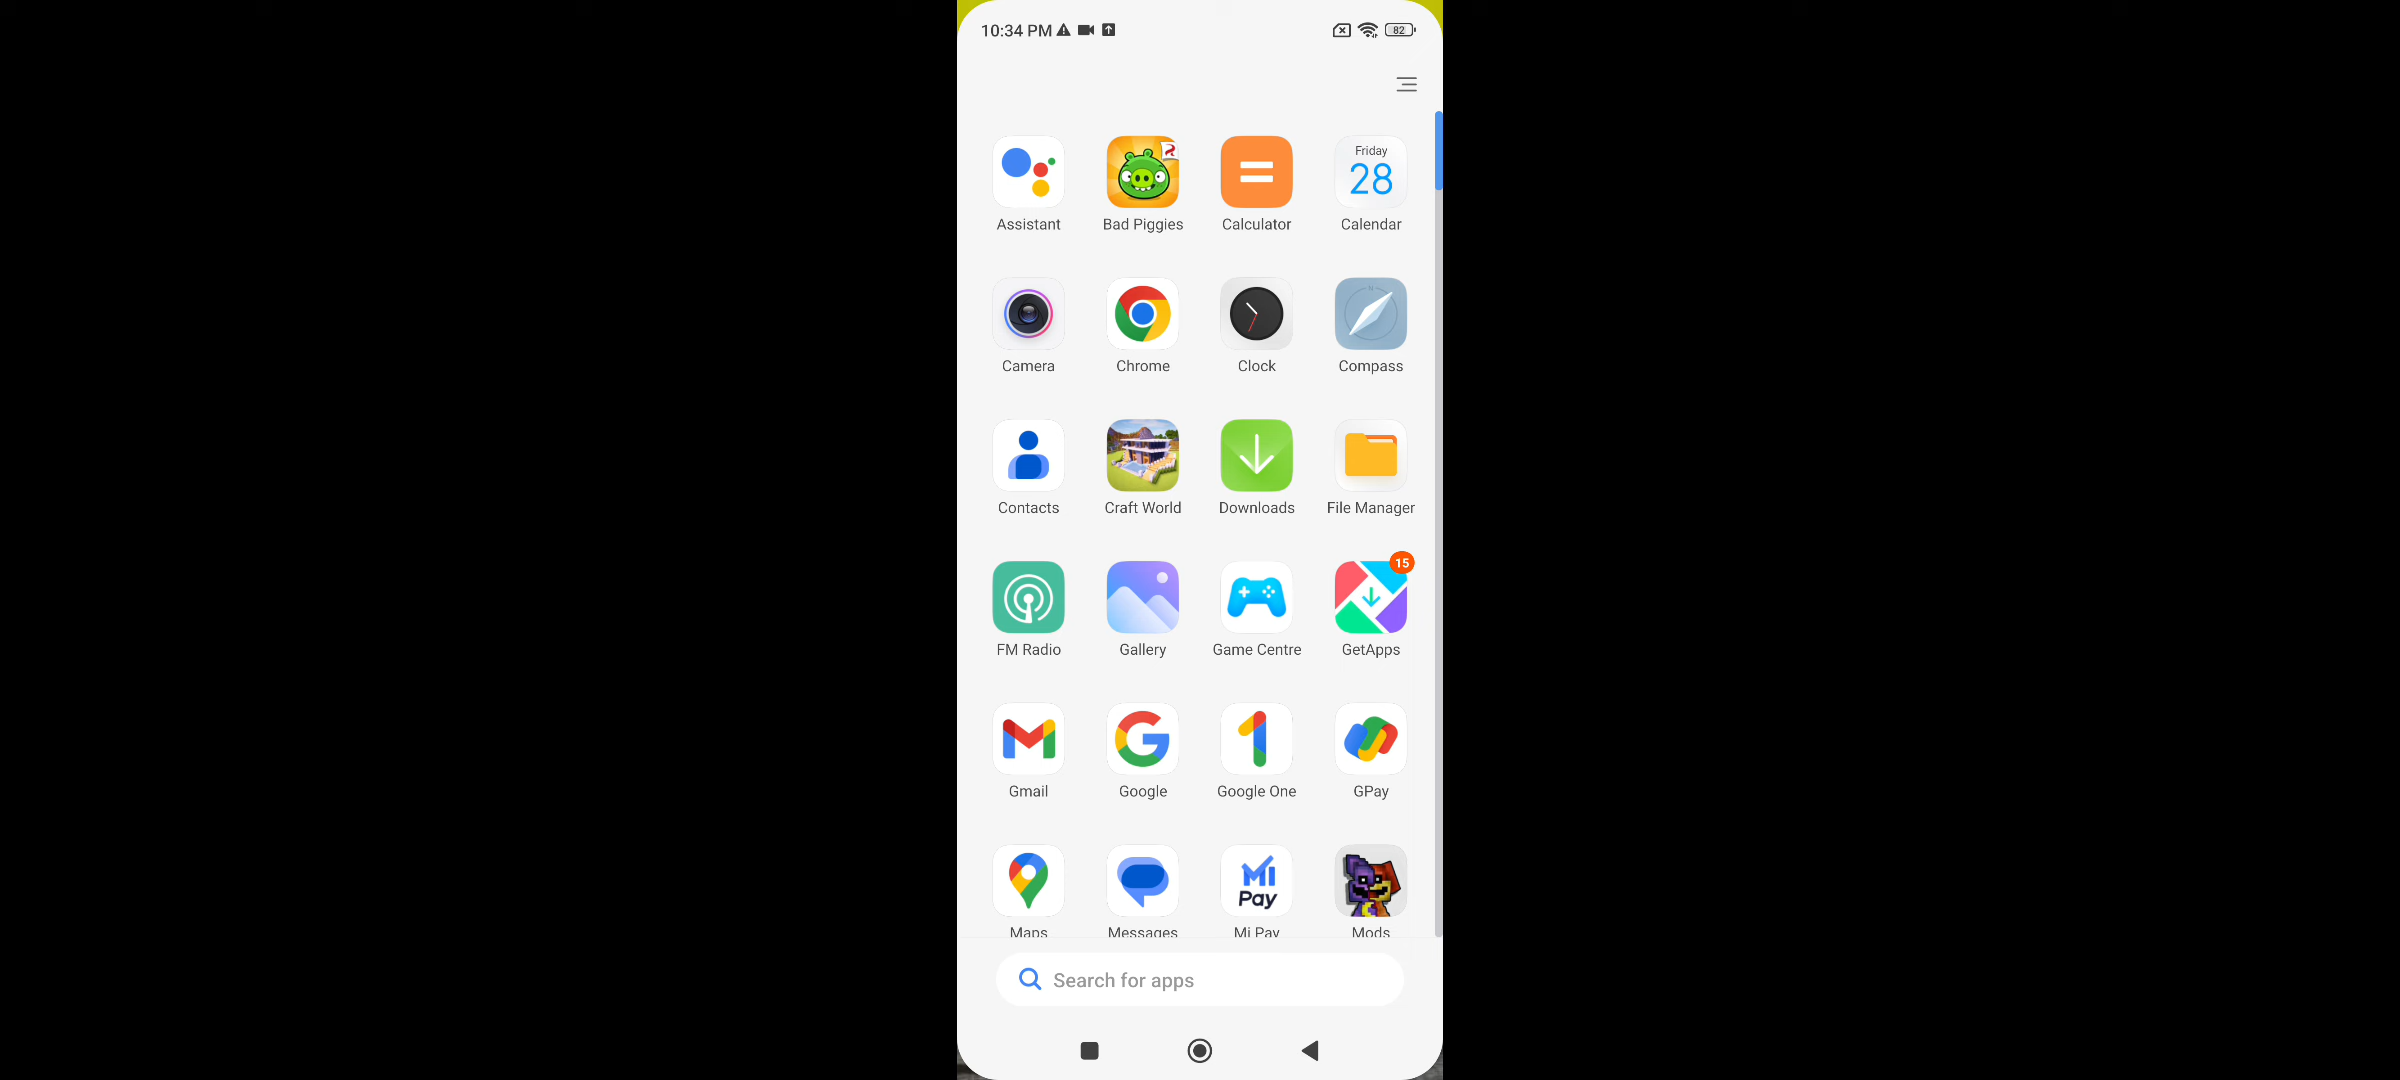 10:34 PM
82
Friday
28
Assistant
Bad Piggies
Calculator
Calendar
Camera
Chrome
Clock
Compass
Contacts
Craft World
Downloads
File Manager
15
FM Radio
Gallery
Game Centre
GetApps
Gmail
Google
Google One
GPay
Mi
Pay
Maps
Messages
Mi Pay
Mods
Search for apps